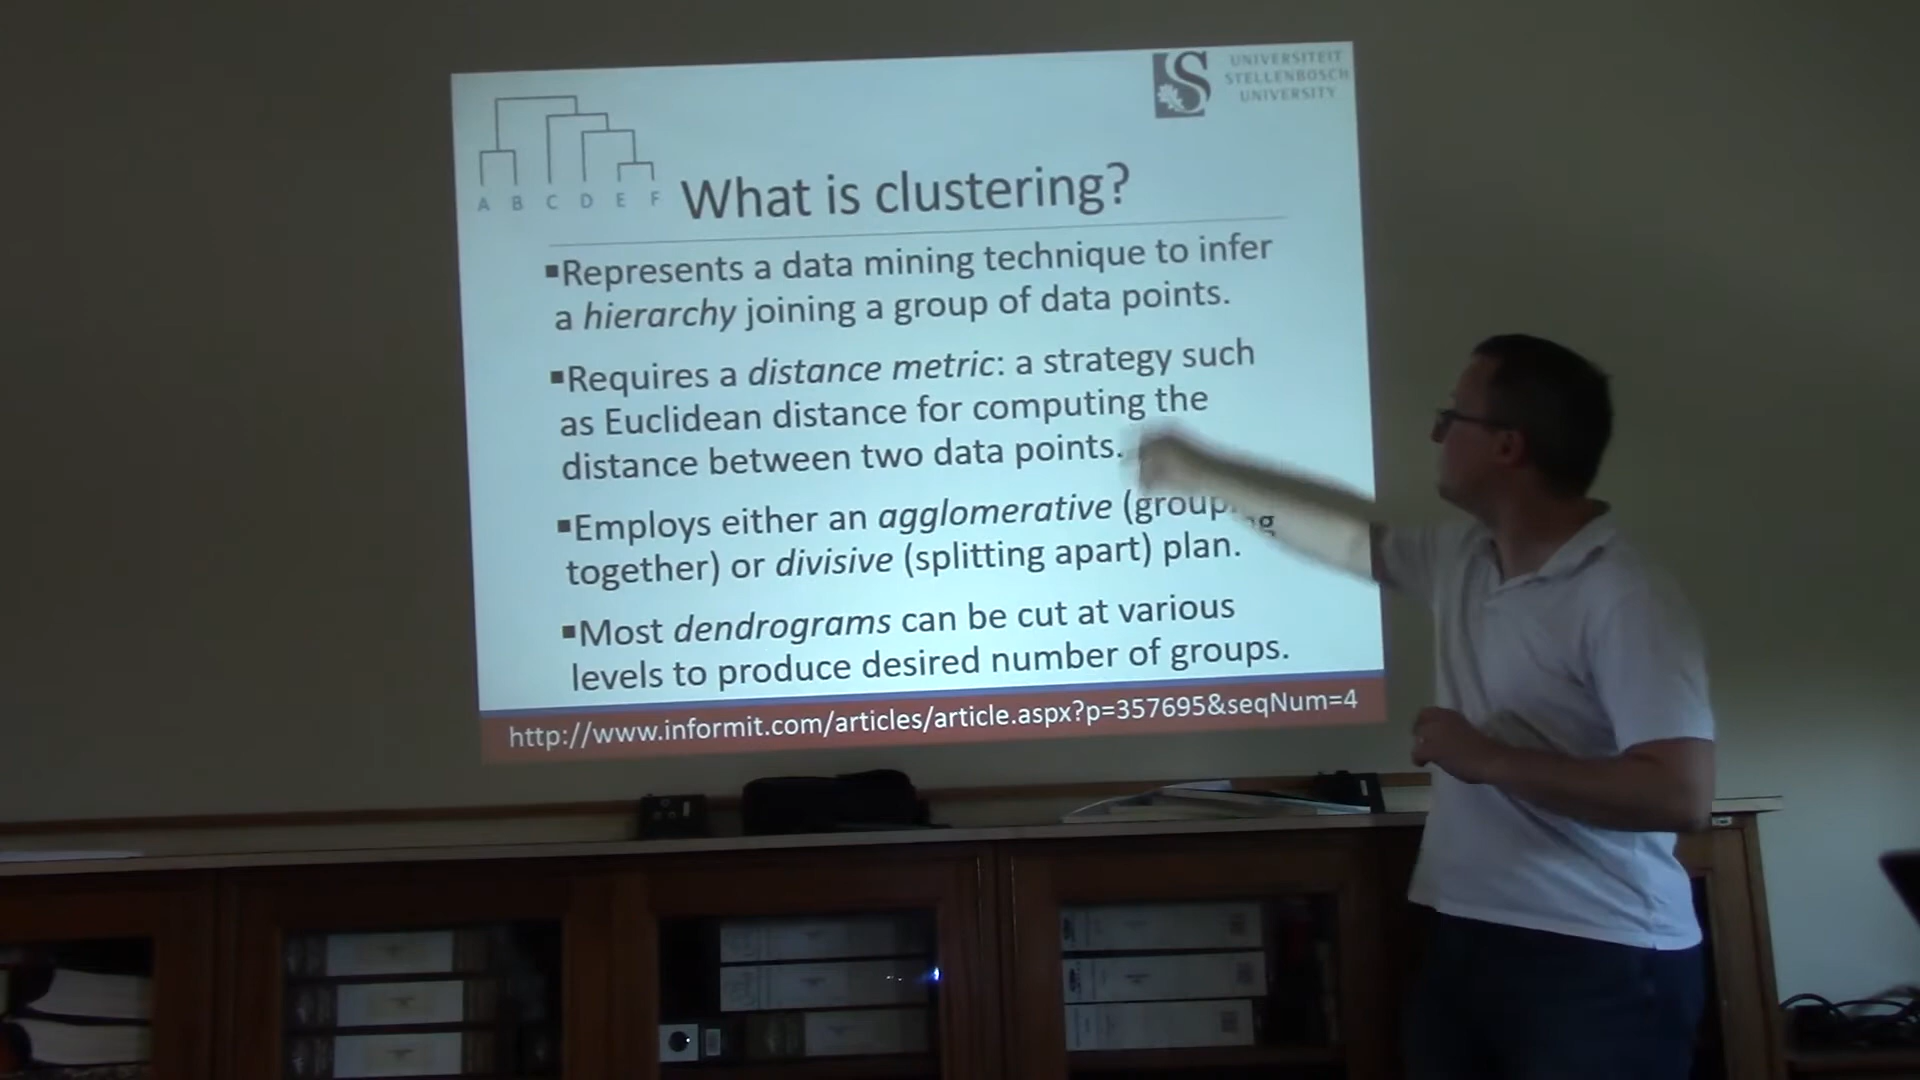 UNIVERSITEIT
STELLENBOSCH
UNIVERSITY
A B C D E F
What is clustering?
▪Represents a data mining technique to infer
a hierarchy joining a group of data points.
▪Requires a distance metric: a strategy such
as Euclidean distance for computing the
distance between two data points.
▪Employs either an agglomerative (grouping
together) or divisive (splitting apart) plan.
▪Most dendrograms can be cut at various
levels to produce desired number of groups.
http://www.informit.com/articles/article.aspx?p=357695&seqNum=4